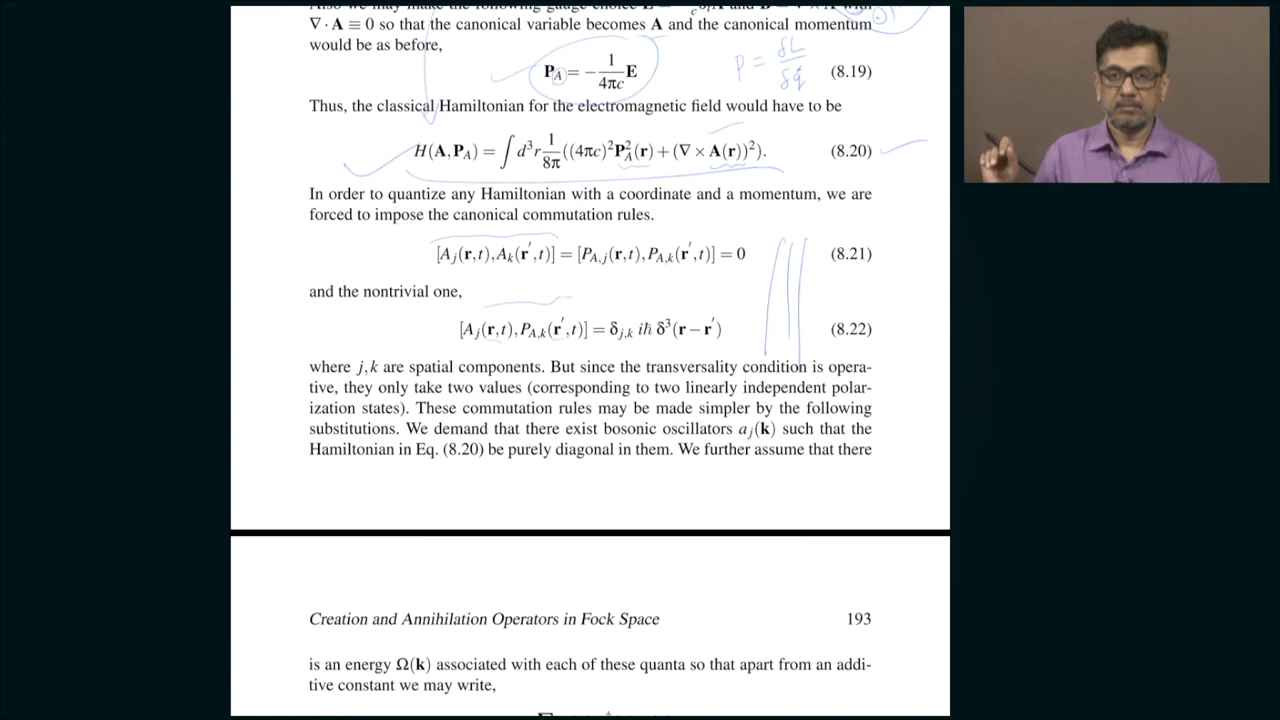 ∇ · A ≡ 0 so that the canonical variable becomes A and the canonical momentum
would be as before,
P_A = −\frac{1}{4πc}E (8.19)
P = \frac{δL}{δq̇}
Thus, the classical Hamiltonian for the electromagnetic field would have to be
H(A,P_A) = ∫ d³r \frac{1}{8π}((4πc)²P_A²(r) + (∇ × A(r))²). (8.20)
In order to quantize any Hamiltonian with a coordinate and a momentum, we are
forced to impose the canonical commutation rules.
[A_j(r,t),A_k(r′,t)] = [P_{A,j}(r,t),P_{A,k}(r′,t)] = 0 (8.21)
and the nontrivial one,
[A_j(r,t),P_{A,k}(r′,t)] = δ_{j,k} iℏ δ³(r − r′) (8.22)
where j,k are spatial components. But since the transversality condition is opera-
tive, they only take two values (corresponding to two linearly independent polar-
ization states). These commutation rules may be made simpler by the following
substitutions. We demand that there exist bosonic oscillators a_j(k) such that the
Hamiltonian in Eq. (8.20) be purely diagonal in them. We further assume that there
Creation and Annihilation Operators in Fock Space 193
is an energy Ω(k) associated with each of these quanta so that apart from an addi-
tive constant we may write,